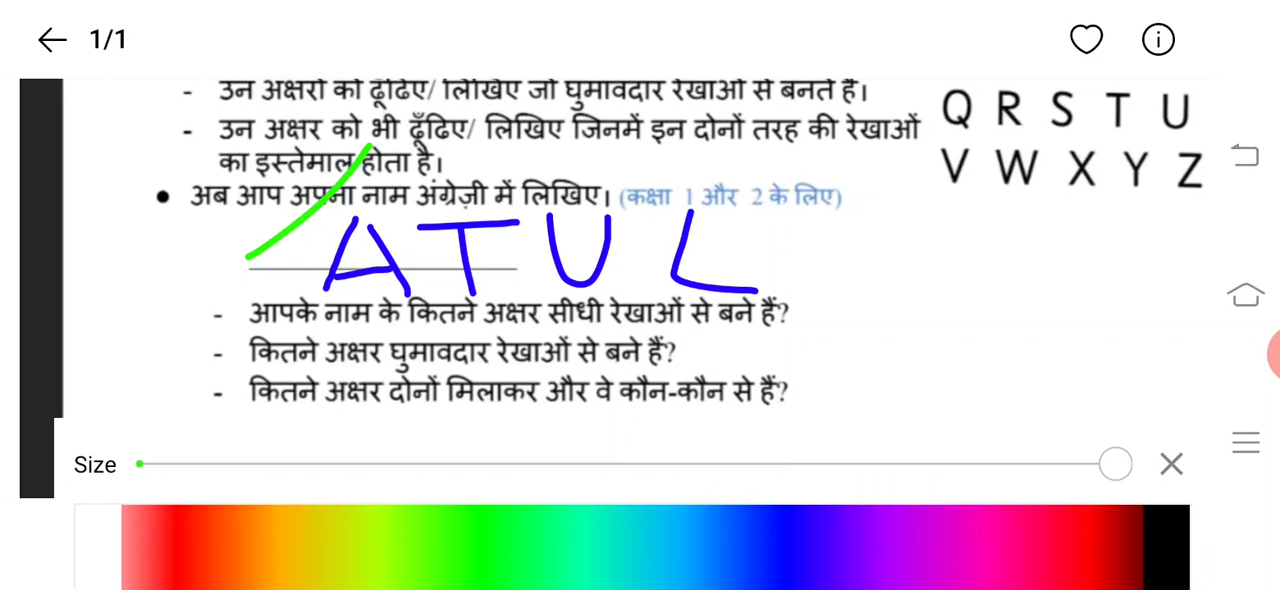 1/1
- उन अक्षरों को ढूँढिए/ लिखिए जो घुमावदार रेखाओं से बनते हैं।
- उन अक्षर को भी ढूँढिए/ लिखिए जिनमें इन दोनों तरह की रेखाओं
का इस्तेमाल होता है।
• अब आप अपना नाम अंग्रेज़ी में लिखिए। (कक्षा 1 और 2 के लिए)
ATUL
- आपके नाम के कितने अक्षर सीधी रेखाओं से बने हैं?
- कितने अक्षर घुमावदार रेखाओं से बने हैं?
- कितने अक्षर दोनों मिलाकर और वे कौन-कौन से हैं?
Q R S T U
V W X Y Z
Size